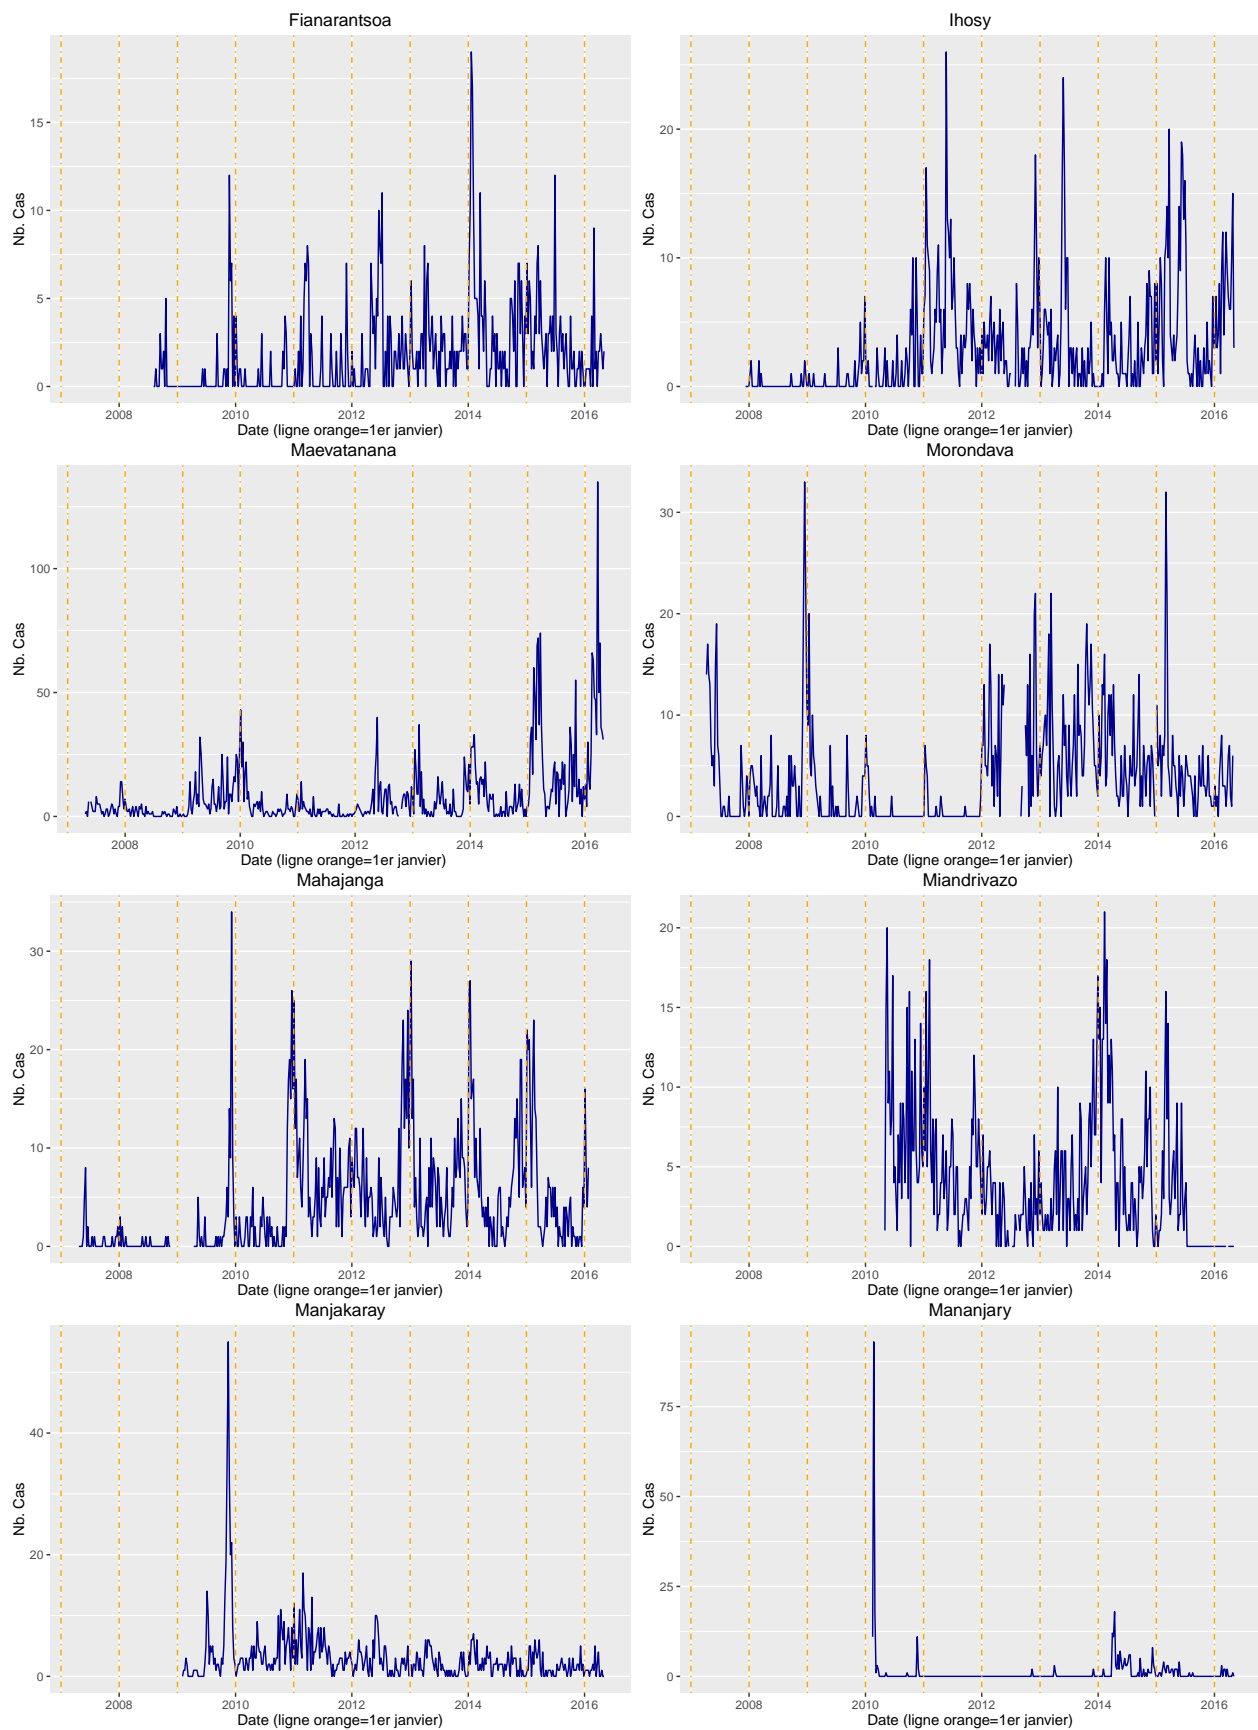 Fianarantsoa
Nb. Cas
15
10
5
0
2008 2010 2012 2014 2016
Date (ligne orange=1er janvier)
Ihosy
Nb. Cas
20
10
0
2008 2010 2012 2014 2016
Date (ligne orange=1er janvier)
Maevatanana
Nb. Cas
100
50
0
2008 2010 2012 2014 2016
Date (ligne orange=1er janvier)
Morondava
Nb. Cas
30
20
10
0
2008 2010 2012 2014 2016
Date (ligne orange=1er janvier)
Mahajanga
Nb. Cas
30
20
10
0
2008 2010 2012 2014 2016
Date (ligne orange=1er janvier)
Miandrivazo
Nb. Cas
20
15
10
5
0
2008 2010 2012 2014 2016
Date (ligne orange=1er janvier)
Manjakaray
Nb. Cas
40
20
0
2008 2010 2012 2014 2016
Date (ligne orange=1er janvier)
Mananjary
Nb. Cas
75
50
25
0
2008 2010 2012 2014 2016
Date (ligne orange=1er janvier)